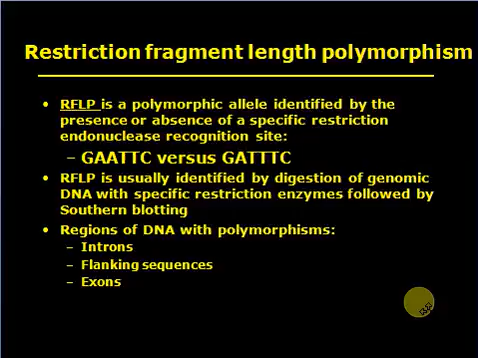 Restriction fragment length polymorphism
• RFLP is a polymorphic allele identified by the
presence or absence of a specific restriction
endonuclease recognition site:
– GAATTC versus GATTTC
• RFLP is usually identified by digestion of genomic
DNA with specific restriction enzymes followed by
Southern blotting
• Regions of DNA with polymorphisms:
– Introns
– Flanking sequences
– Exons